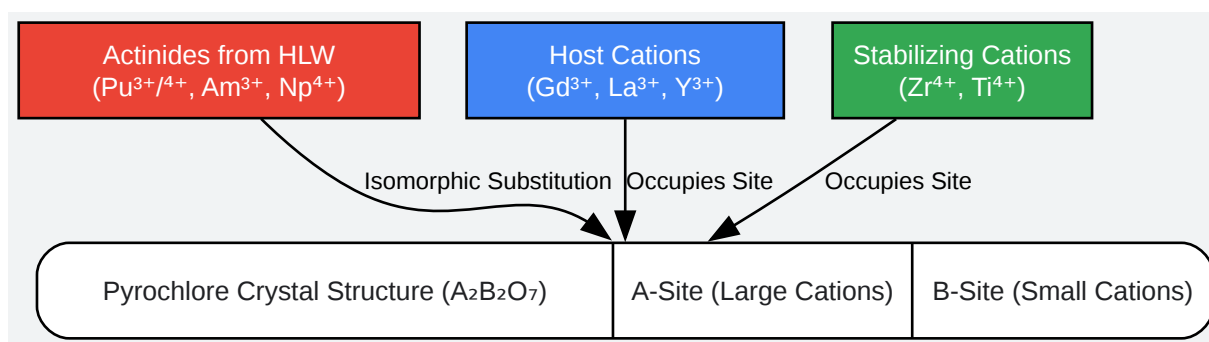 Actinides from HLW
(Pu³⁺/⁴⁺, Am³⁺, Np⁴⁺)
Host Cations
(Gd³⁺, La³⁺, Y³⁺)
Stabilizing Cations
(Zr⁴⁺, Ti⁴⁺)
Isomorphic Substitution
Occupies Site
Occupies Site
Pyrochlore Crystal Structure (A₂B₂O₇)
A-Site (Large Cations)
B-Site (Small Cations)